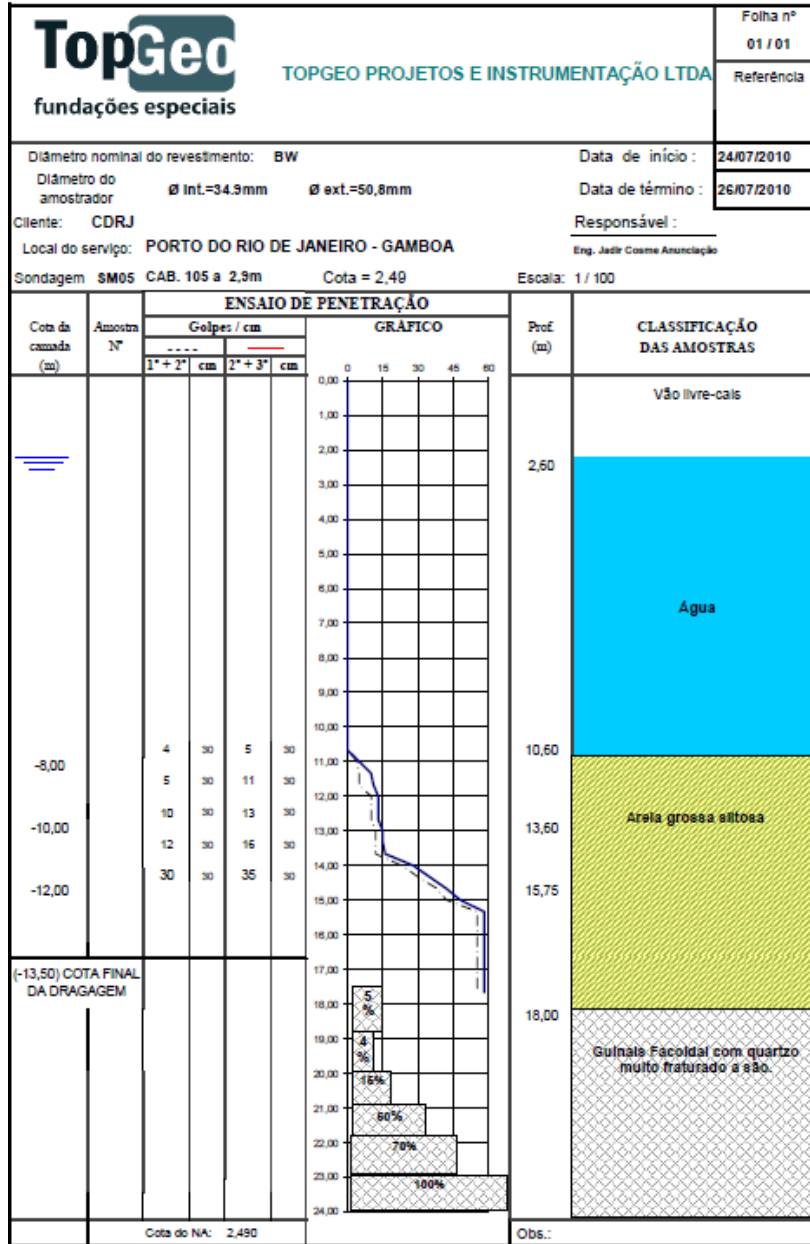 TopGeo
fundações especiais
TOPGEO PROJETOS E INSTRUMENTAÇÃO LTDA
Folha nº
01 / 01
Referência
Diâmetro nominal do revestimento: BW
Data de início : 24/07/2010
Diâmetro do amostrador Ø Int.=34.9mm Ø ext.=50,8mm
Data de término : 26/07/2010
Cliente: CDRJ
Responsável :
Local do serviço: PORTO DO RIO DE JANEIRO - GAMBOA
Eng. Jadir Cosme Anunciação
Sondagem SM05 CAB. 105 a 2,9m Cota = 2,49 Escala: 1 / 100
ENSAIO DE PENETRAÇÃO
Cota da camada (m)
Amostra Nº
Golpes / cm
GRÁFICO
Prof. (m)
CLASSIFICAÇÃO DAS AMOSTRAS
1ª + 2ª cm 2ª + 3ª cm
0 15 30 45 60
0,00
Vão livre-cais
1,00
2,60
3,00
4,00
5,00
6,00
Água
7,00
8,00
9,00
10,00
4 30 5 30
10,60
-8,00
11,00
5 30 11 30
12,00
10 30 13 30
Areia grossa siltosa
-10,00
13,00
13,60
12 30 16 30
14,00
30 30 35 30
-12,00
15,75
15,00
16,00
(-13,50) COTA FINAL
DA DRAGAGEM
17,00
5 %
18,00
18,00
19,00
4 %
Guinais Facoidal com quartzo
muito fraturado a são.
20,00
16%
21,00
60%
22,00
70%
23,00
100%
24,00
Cota do NA: 2,490
Obs.: